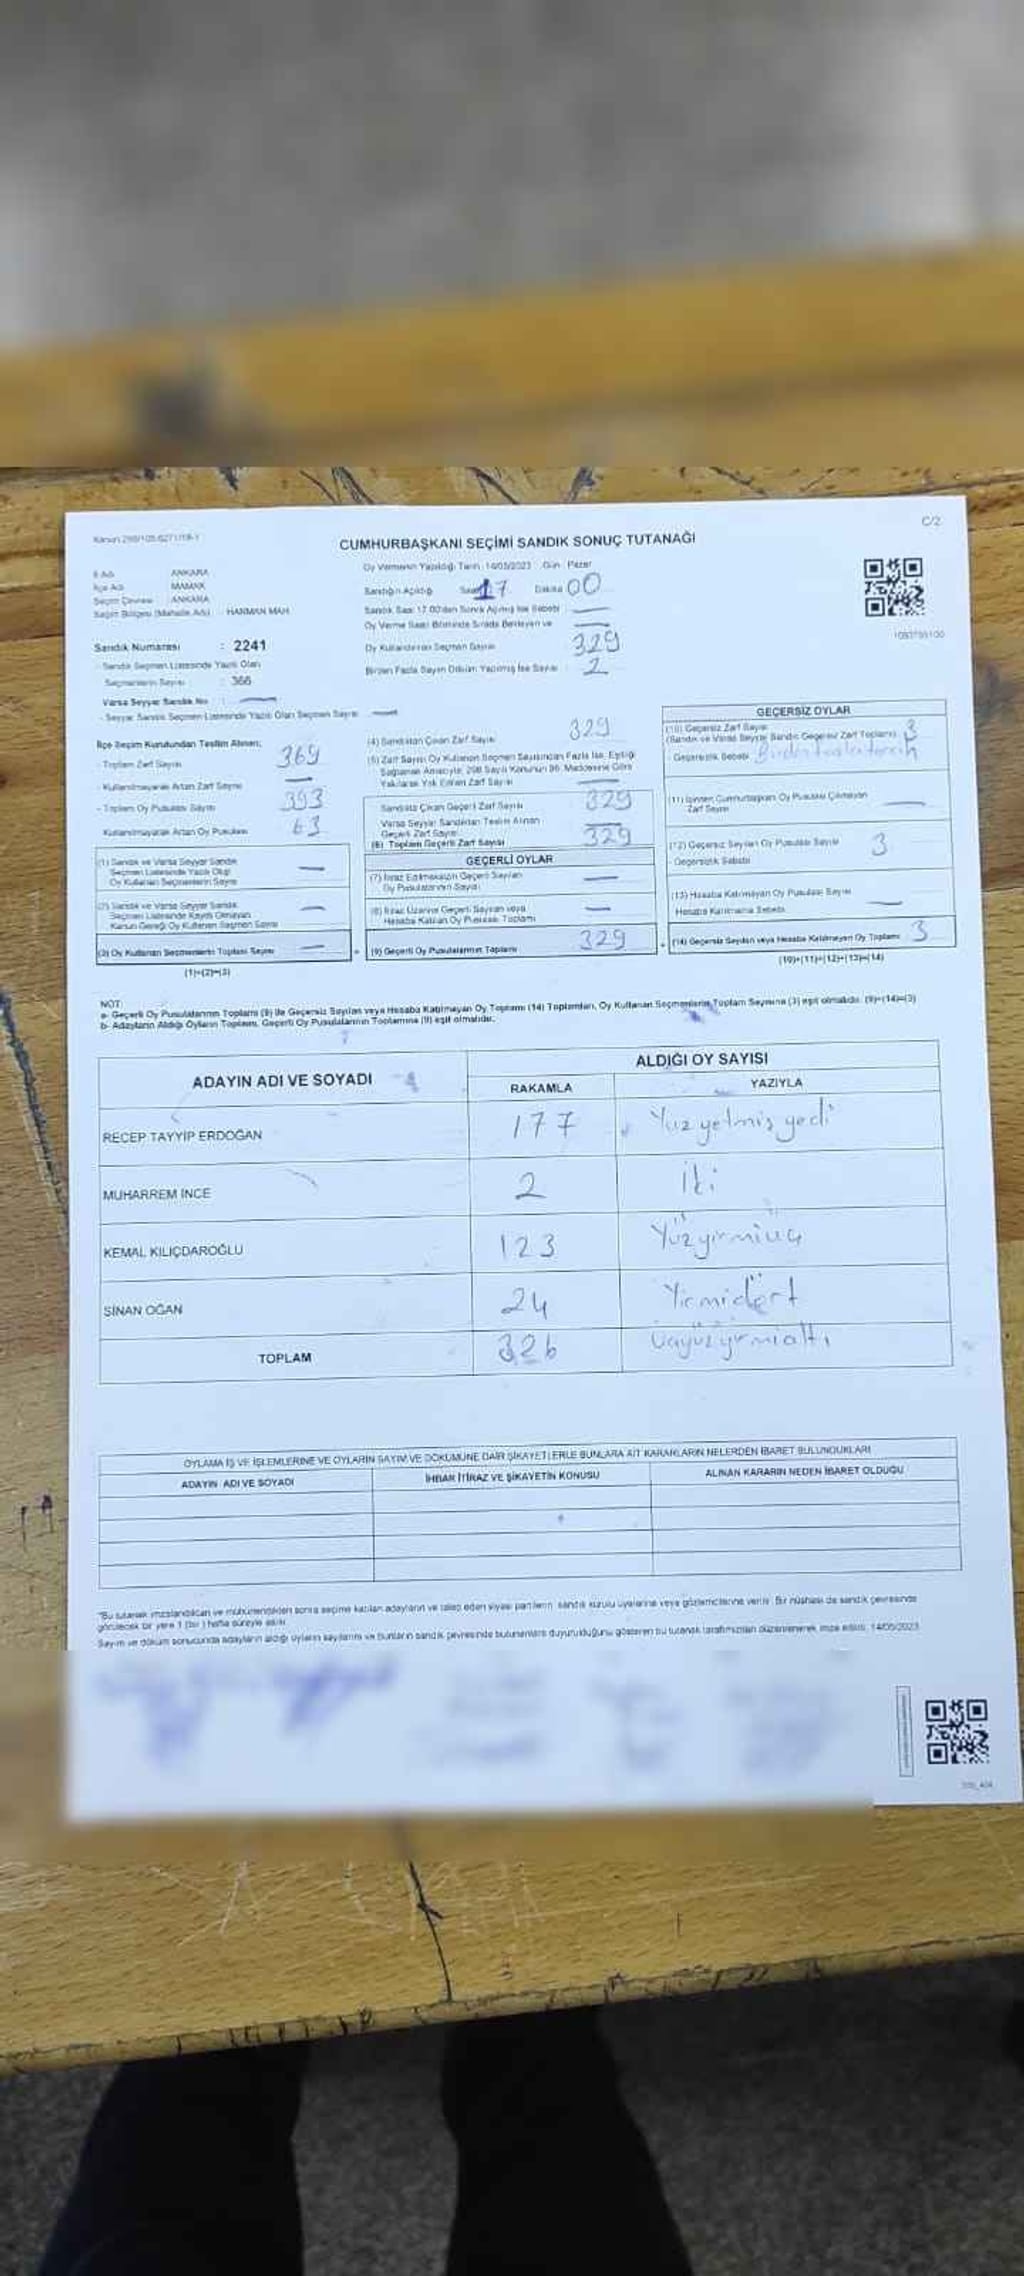 C/2
CUMHURBAŞKANI SEÇİMİ SANDIK SONUÇ TUTANAĞI
İl Adı ANKARA
İlçe Adı MAMAK
Seçim Çevresi ANKARA
Seçim Bölgesi (Mahalle Adı) : HARMAN MAH.
Sandık Numarası : 2241
- Sandık Seçmen Listesinde Yazılı Olan
Seçmenlerin Sayısı : 366
Varsa Seyyar Sandık No : —
- Seyyar Sandık Seçmen Listesinde Yazılı Olan Seçmen Sayısı —
Oy Vermenin Yapıldığı Tarih: 14/05/2023 Gün: Pazar
Sandığın Açıldığı Saat 17 Dakika 00
Sandık Saat 17.00'den Sonra Açılmış İse Sebebi —
Oy Verme Saati Bitiminde Sırada Bekleyen ve —
Oy Kullandırılan Seçmen Sayısı 329
Birden Fazla Sayım Döküm Yapılmış İse Sayısı 2
İlçe Seçim Kurulundan Teslim Alınan;
- Toplam Zarf Sayısı 369
- Kullanılmayarak Artan Zarf Sayısı —
- Toplam Oy Pusulası Sayısı 393
Kullanılmayarak Artan Oy Pusulası 63
(1) Sandık ve Varsa Seyyar Sandık
Seçmen Listesinde Yazılı Olup
Oy Kullanan Seçmenlerin Sayısı —
(2) Sandık ve Varsa Seyyar Sandık
Seçmen Listesinde Kayıtlı Olmayan
Kanun Gereği Oy Kullanan Seçmen Sayısı —
(3) Oy Kullanan Seçmenlerin Toplam Sayısı —
(1)+(2)=(3)
(4) Sandıktan Çıkan Zarf Sayısı 329
(5) Zarf Sayısı Oy Kullanan Seçmen Sayısından Fazla İse, Eşitliği
Sağlamak Amacıyla, 298 Sayılı Kanunun 98. Maddesine Göre
Yakılarak Yok Edilen Zarf Sayısı —
Sandıkta Çıkan Geçerli Zarf Sayısı 329
Varsa Seyyar Sandıktan Teslim Alınan
Geçerli Zarf Sayısı —
(6) Toplam Geçerli Zarf Sayısı 329
GEÇERLİ OYLAR
(7) İtiraz Edilmeksizin Geçerli Sayılan
Oy Pusulalarının Sayısı —
(8) İtiraz Üzerine Geçerli Sayılan veya
Hesaba Katılan Oy Pusulası Toplamı —
(9) Geçerli Oy Pusulalarının Toplamı 329
GEÇERSİZ OYLAR
(10) Geçersiz Zarf Sayısı
(Sandık ve Varsa Seyyar Sandık Geçersiz Zarf Toplamı) 3
- Geçersizlik Sebebi
(11) İçinden Cumhurbaşkanı Oy Pusulası Çıkmayan
Zarf Sayısı —
(12) Geçersiz Sayılan Oy Pusulası Sayısı 3
- Geçersizlik Sebebi
(13) Hesaba Katılmayan Oy Pusulası Sayısı —
Hesaba Katılmama Sebebi
(14) Geçersiz Sayılan veya Hesaba Katılmayan Oy Toplamı 3
(10)+(11)+(12)+(13)=(14)
NOT:
a- Geçerli Oy Pusulalarının Toplamı (9) ile Geçersiz Sayılan veya Hesaba Katılmayan Oy Toplamı (14) Toplamları, Oy Kullanan Seçmenlerin Toplam Sayısına (3) eşit olmalıdır. (9)+(14)=(3)
b- Adayların Aldığı Oyların Toplamı, Geçerli Oy Pusulalarının Toplamına (9) eşit olmalıdır.
ADAYIN ADI VE SOYADI
ALDIĞI OY SAYISI
RAKAMLA YAZIYLA
RECEP TAYYİP ERDOĞAN 177 Yüz yetmiş yedi
MUHARREM İNCE 2 İki
KEMAL KILIÇDAROĞLU 123 Yüzyirmiüç
SİNAN OĞAN 24 Yirmidört
TOPLAM 326 Üçyüzyirmialtı
OYLAMA İŞ VE İŞLEMLERİNE VE OYLARIN SAYIM VE DÖKÜMÜNE DAİR ŞİKAYETLERLE BUNLARA AİT KARARLARIN NELERDEN İBARET BULUNDUKLARI
ADAYIN ADI VE SOYADI İHBAR İTİRAZ VE ŞİKAYETİN KONUSU ALINAN KARARIN NEDEN İBARET OLDUĞU
"Bu tutanak imzalandıktan ve mühürlendikten sonra seçime katılan adayların ve talep eden siyasi partilerin sandık kurulu üyelerine veya gözlemcilerine verilir. Bir nüshası da sandık çevresinde
görülecek bir yere 1 (bir) hafta süreyle asılır.
Sayım ve döküm sonucunda adayların aldığı oyların sayılarını ve bunların sandık çevresinde bulunanlara duyurulduğunu gösteren bu tutanak tarafımızdan düzenlenerek imza edildi. 14/05/2023